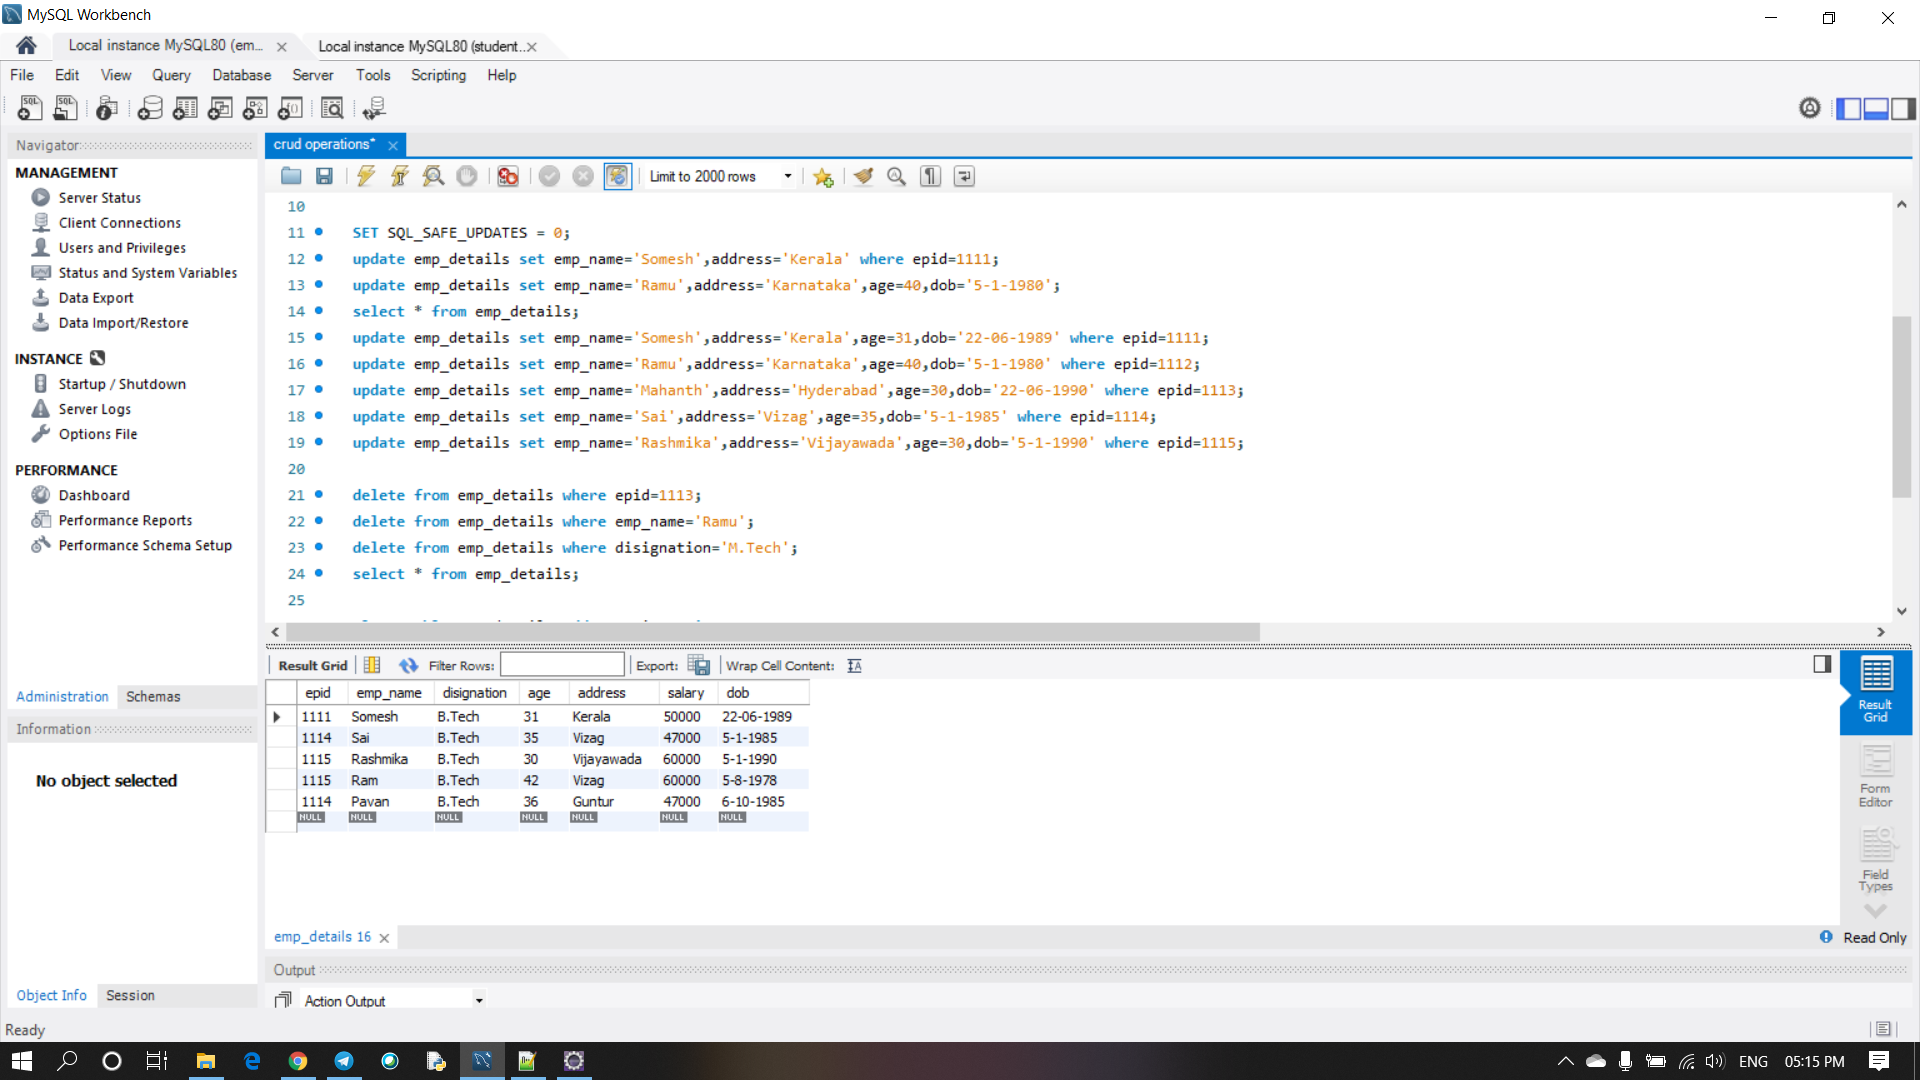 MySQL Workbench
Local instance MySQL80 (em...
Local instance MySQL80 (student...
File Edit View Query Database Server Tools Scripting Help
Navigator
MANAGEMENT
Server Status
Client Connections
Users and Privileges
Status and System Variables
Data Export
Data Import/Restore
INSTANCE
Startup / Shutdown
Server Logs
Options File
PERFORMANCE
Dashboard
Performance Reports
Performance Schema Setup
Administration Schemas
Information
No object selected
Object Info Session
crud operations*
Limit to 2000 rows
10
11 SET SQL_SAFE_UPDATES = 0;
12 update emp_details set emp_name='Somesh',address='Kerala' where epid=1111;
13 update emp_details set emp_name='Ramu',address='Karnataka',age=40,dob='5-1-1980';
14 select * from emp_details;
15 update emp_details set emp_name='Somesh',address='Kerala',age=31,dob='22-06-1989' where epid=1111;
16 update emp_details set emp_name='Ramu',address='Karnataka',age=40,dob='5-1-1980' where epid=1112;
17 update emp_details set emp_name='Mahanth',address='Hyderabad',age=30,dob='22-06-1990' where epid=1113;
18 update emp_details set emp_name='Sai',address='Vizag',age=35,dob='5-1-1985' where epid=1114;
19 update emp_details set emp_name='Rashmika',address='Vijayawada',age=30,dob='5-1-1990' where epid=1115;
20
21 delete from emp_details where epid=1113;
22 delete from emp_details where emp_name='Ramu';
23 delete from emp_details where disignation='M.Tech';
24 select * from emp_details;
25
Result Grid Filter Rows: Export: Wrap Cell Content:
epid emp_name disignation age address salary dob
1111 Somesh B.Tech 31 Kerala 50000 22-06-1989
1114 Sai B.Tech 35 Vizag 47000 5-1-1985
1115 Rashmika B.Tech 30 Vijayawada 60000 5-1-1990
1115 Ram B.Tech 42 Vizag 60000 5-8-1978
1114 Pavan B.Tech 36 Guntur 47000 6-10-1985
NULL NULL NULL NULL NULL NULL NULL
Result
Grid
Form
Editor
Field
Types
emp_details 16
Read Only
Output
Action Output
Ready
ENG 05:15 PM